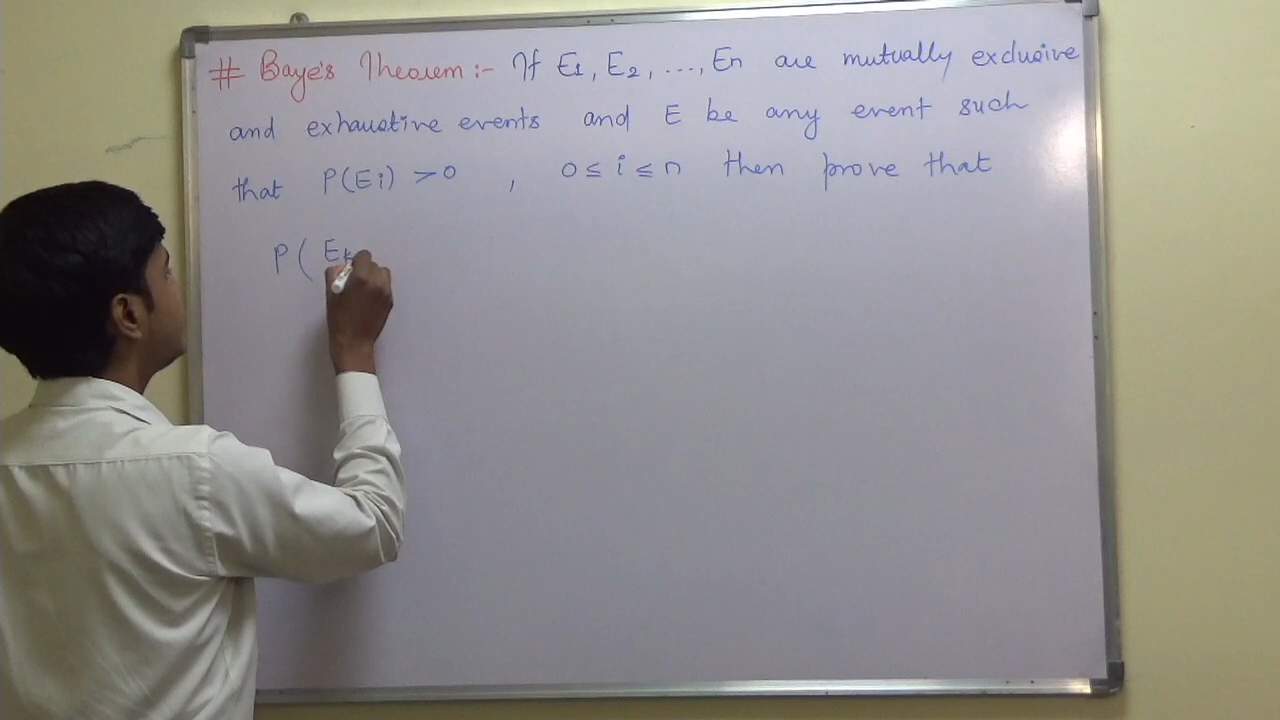 # Baye's Theorem :- If E1, E2, ..., En are mutually exclusive
and exhaustive events and E be any event such
that P(Ei) >0 , 0 ≤ i ≤ n then prove that
P( Ek